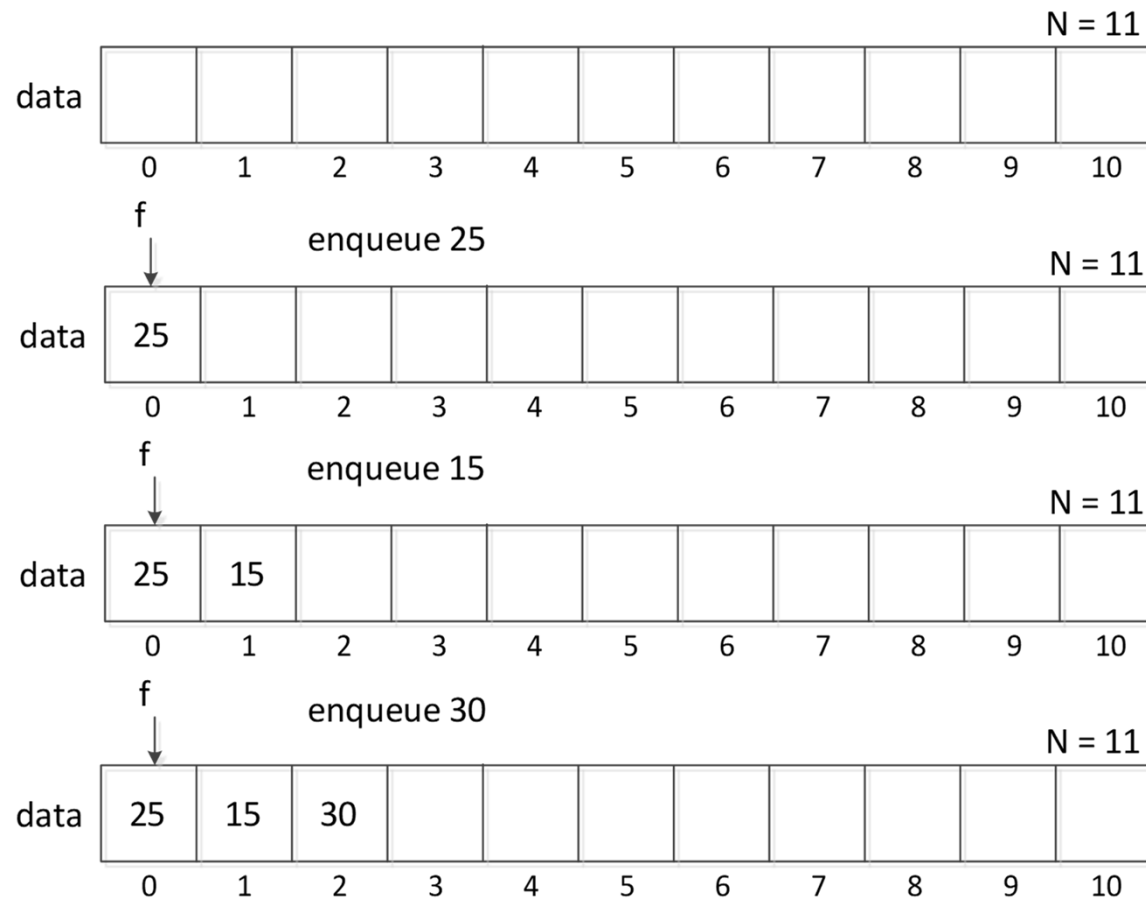 N = 11
data
0 1 2 3 4 5 6 7 8 9 10
f
enqueue 25
N = 11
data 25
0 1 2 3 4 5 6 7 8 9 10
f
enqueue 15
N = 11
data 25 15
0 1 2 3 4 5 6 7 8 9 10
f
enqueue 30
N = 11
data 25 15 30
0 1 2 3 4 5 6 7 8 9 10